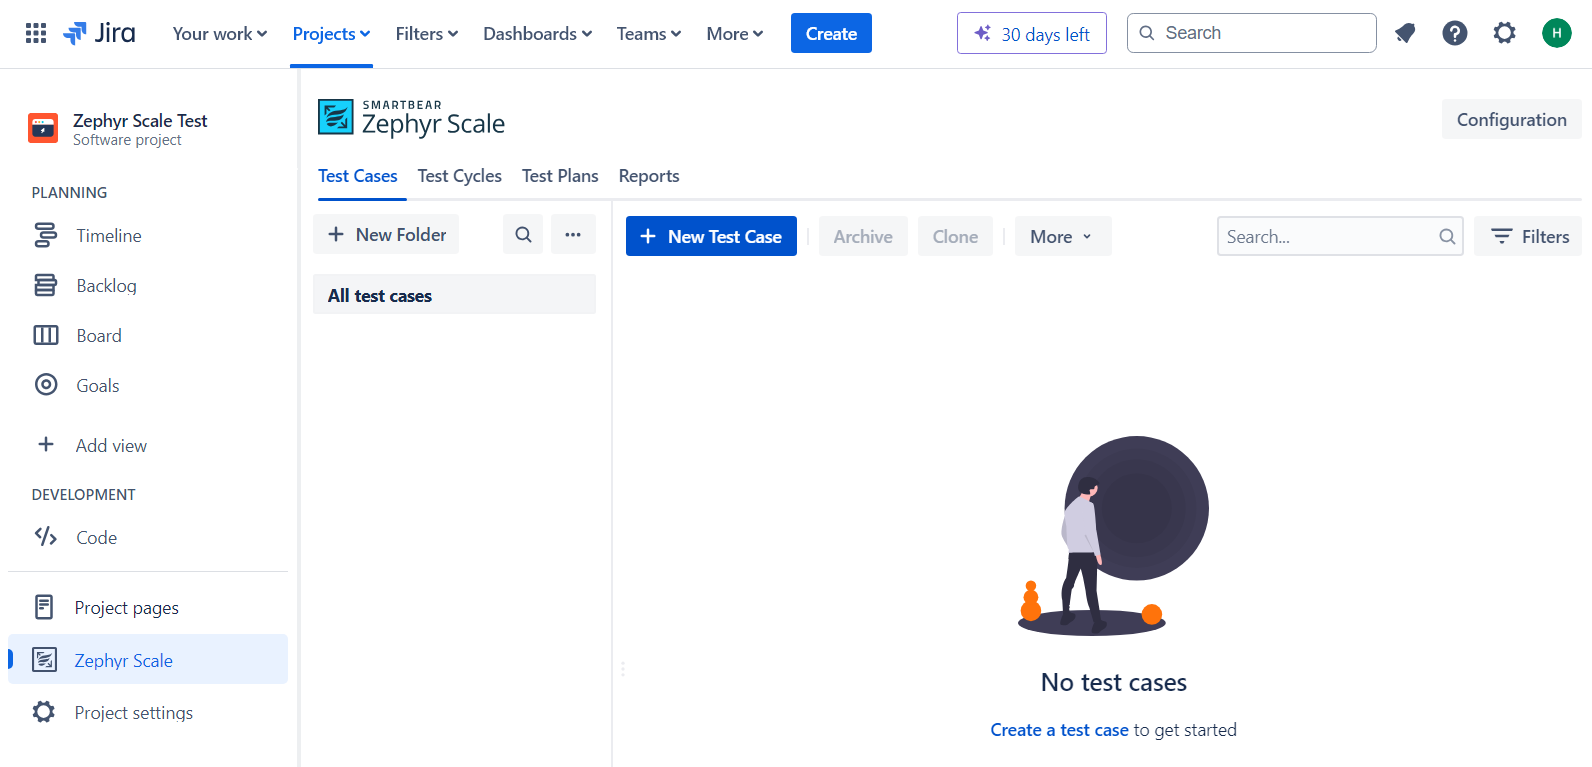 Jira Your work Projects Filters Dashboards Teams More Create 30 days left Search H
Zephyr Scale Test
Software project
PLANNING
Timeline
Backlog
Board
Goals
Add view
DEVELOPMENT
Code
Project pages
Zephyr Scale
Project settings
SMARTBEAR
Zephyr Scale
Configuration
Test Cases Test Cycles Test Plans Reports
New Folder
All test cases
New Test Case Archive Clone More Search... Filters
No test cases
Create a test case to get started